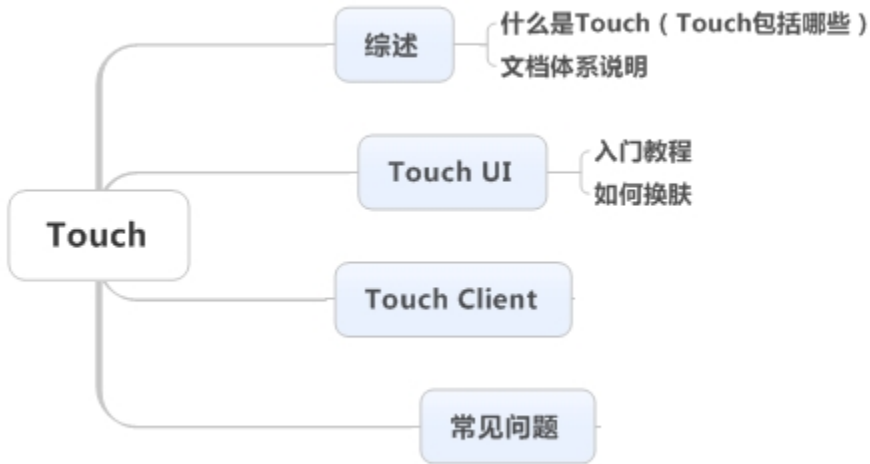 综述
什么是Touch（Touch包括哪些）
文档体系说明
Touch UI
入门教程
如何换肤
Touch
Touch Client
常见问题